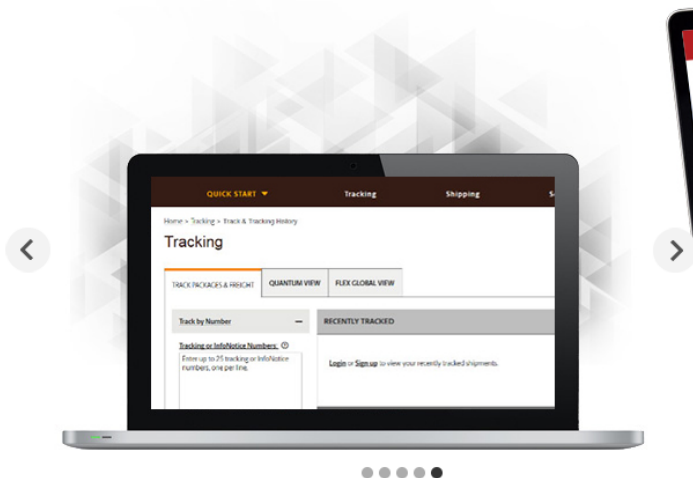 QUICK START
Tracking
Shipping
Home > Tracking > Track & Tracking History
Tracking
TRACK PACKAGES & FREIGHT
QUANTUM VIEW
FLEX GLOBAL VIEW
Track by Number
RECENTLY TRACKED
Tracking or InfoNotice Numbers:
Enter up to 25 tracking or InfoNotice
numbers, one per line.
Login or Sign up to view your recently tracked shipments.